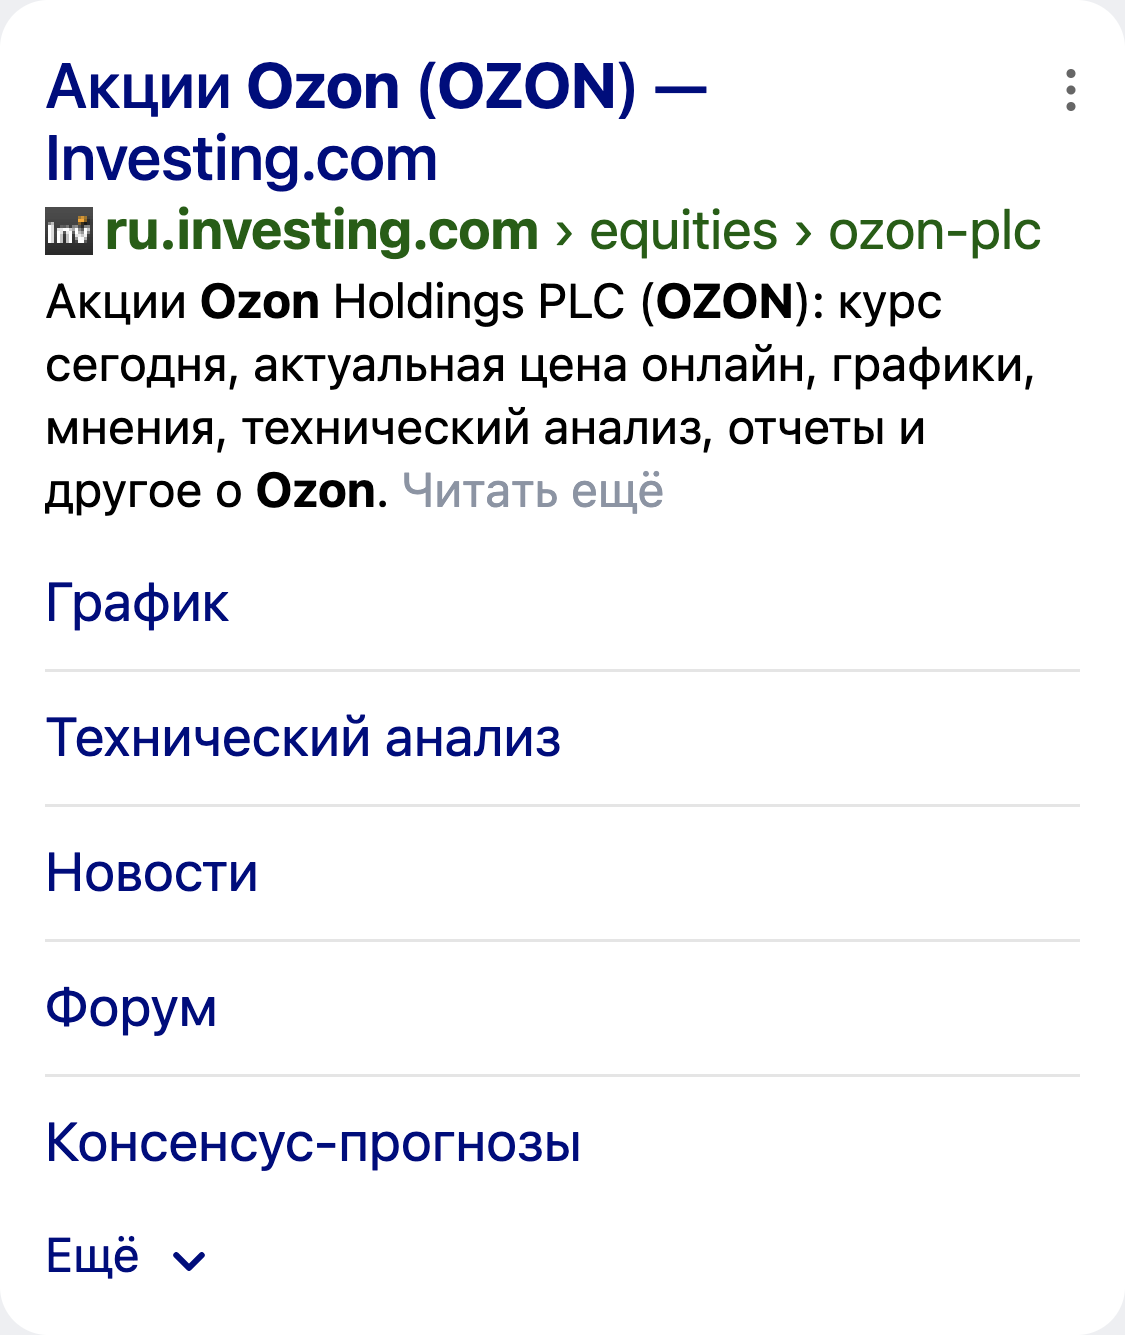 Акции Ozon (OZON) —
Investing.com
Inv ru.investing.com › equities › ozon-plc
Акции Ozon Holdings PLC (OZON): курс
сегодня, актуальная цена онлайн, графики,
мнения, технический анализ, отчеты и
другое о Ozon. Читать ещё
График
Технический анализ
Новости
Форум
Консенсус-прогнозы
Ещё